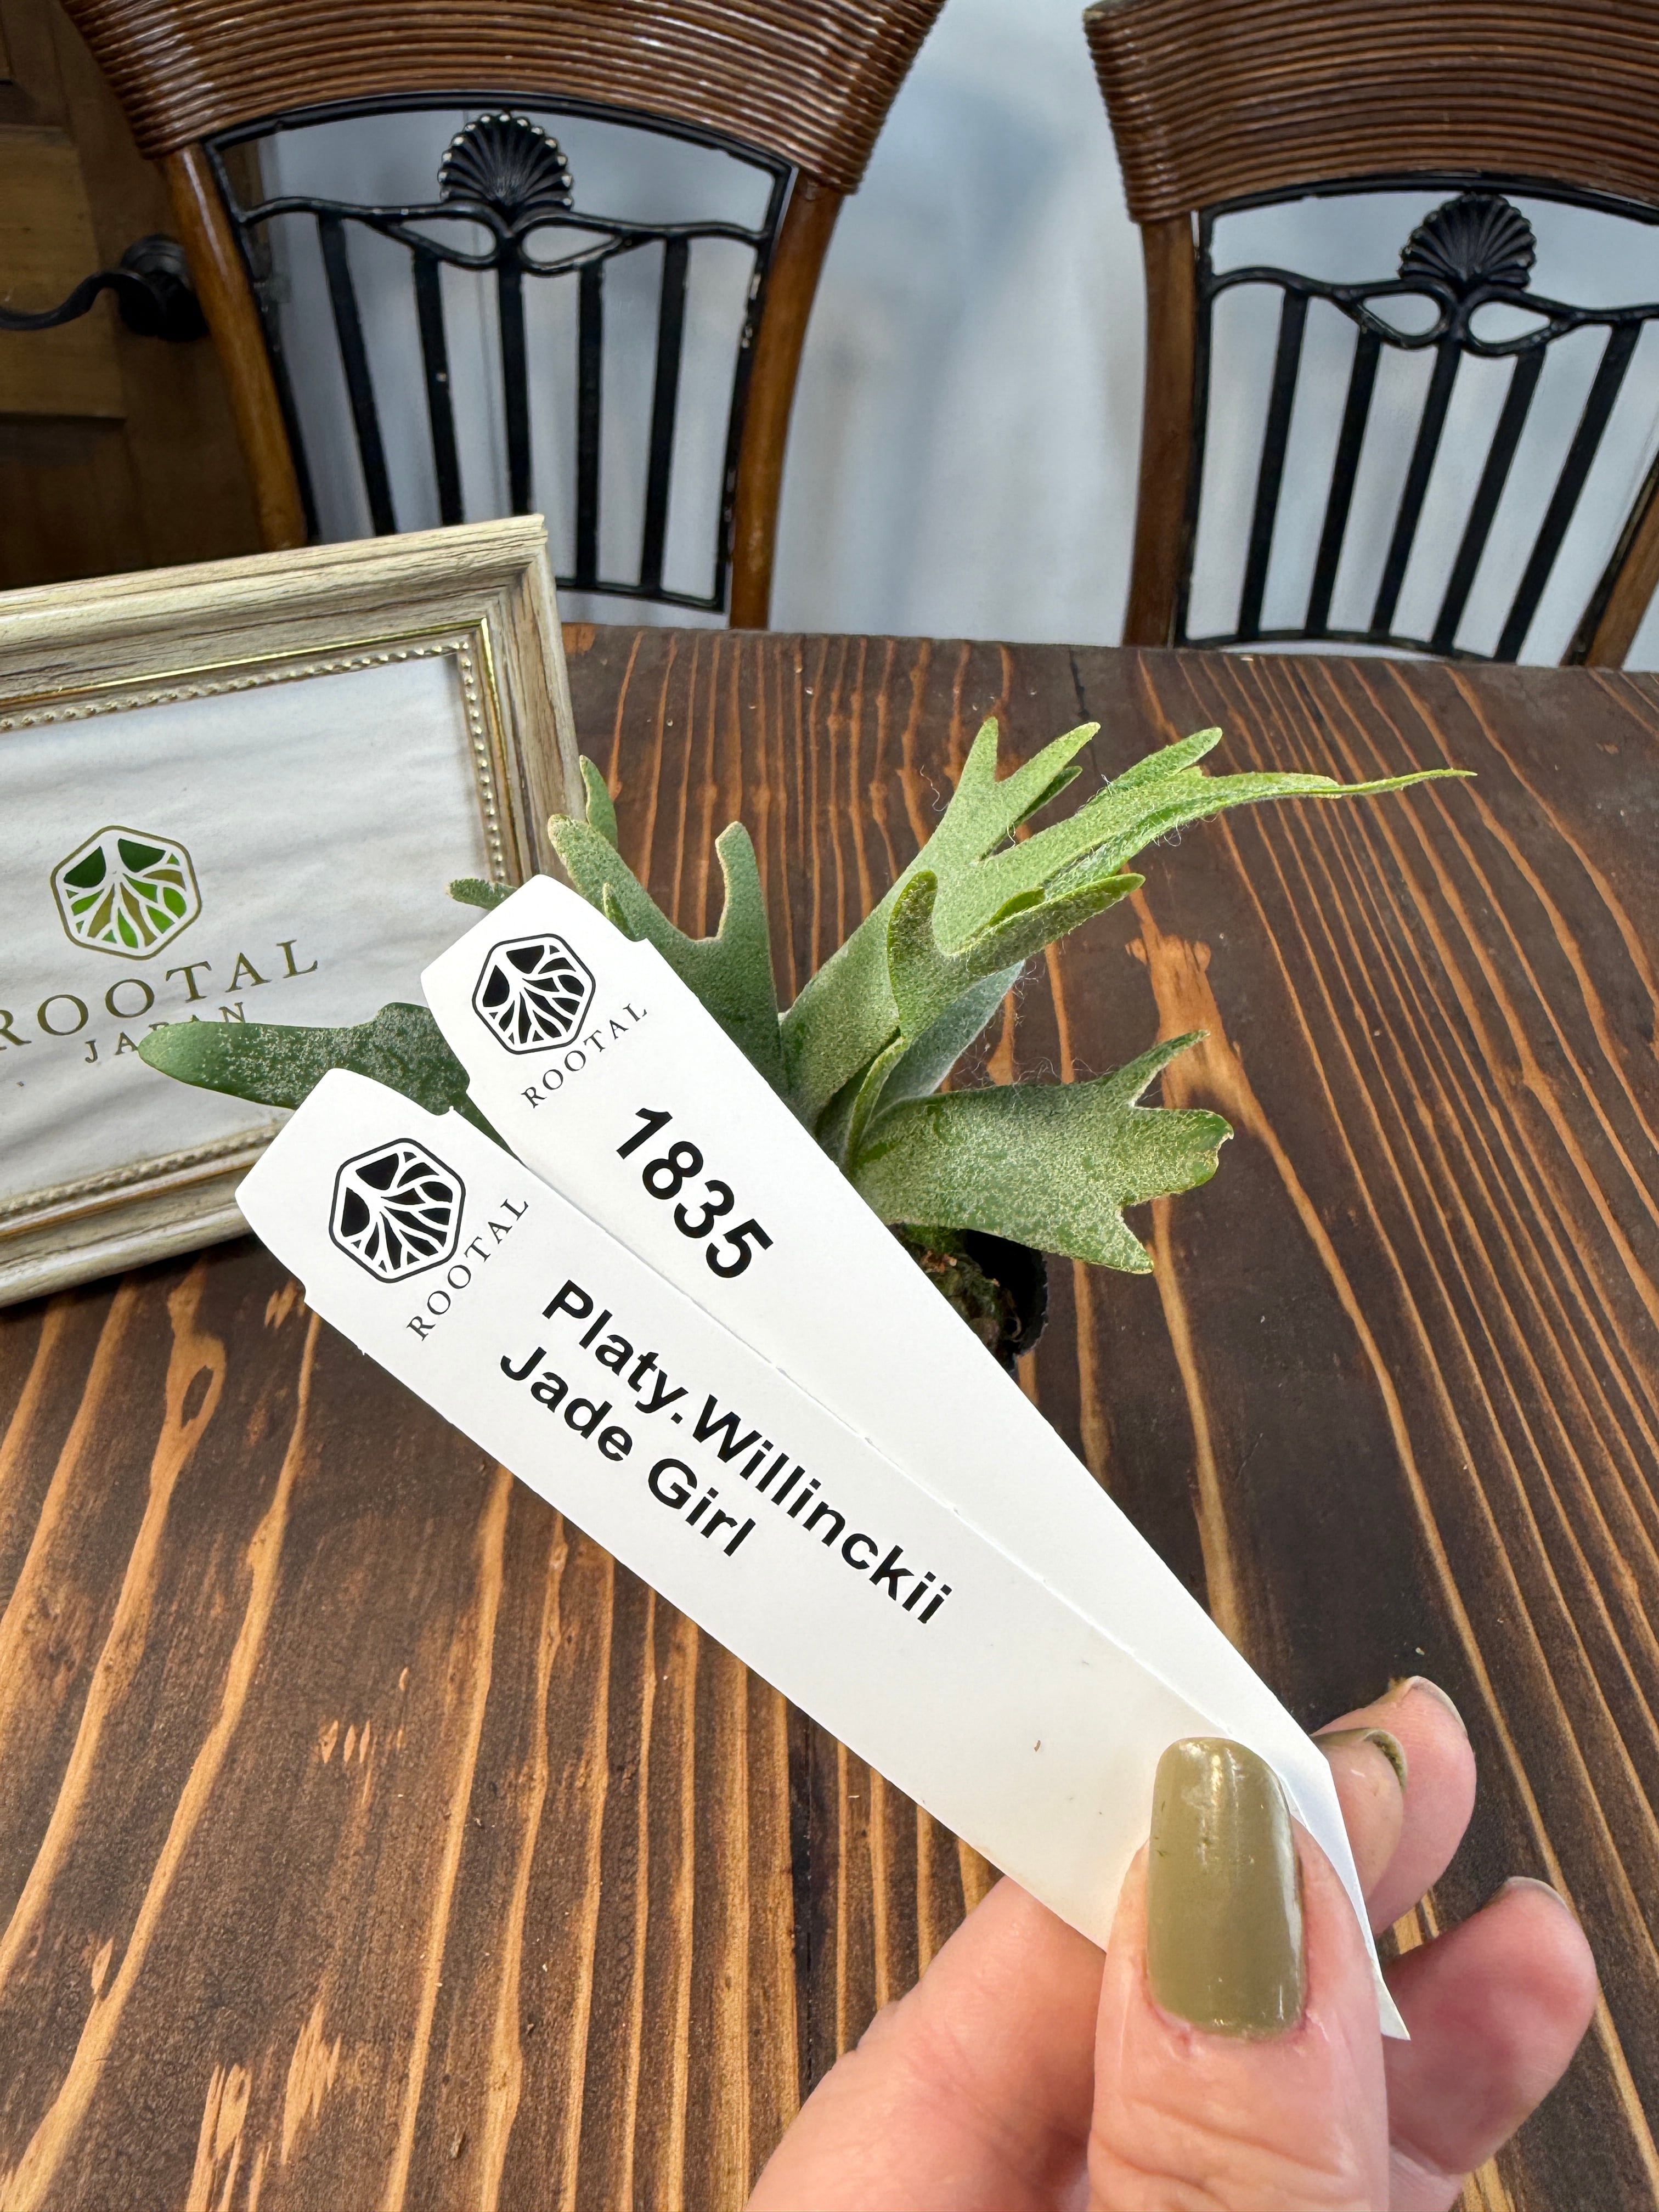 ROOTAL
JAPAN
ROOTAL
1835
ROOTAL
Platy.Willinckii
Jade Girl